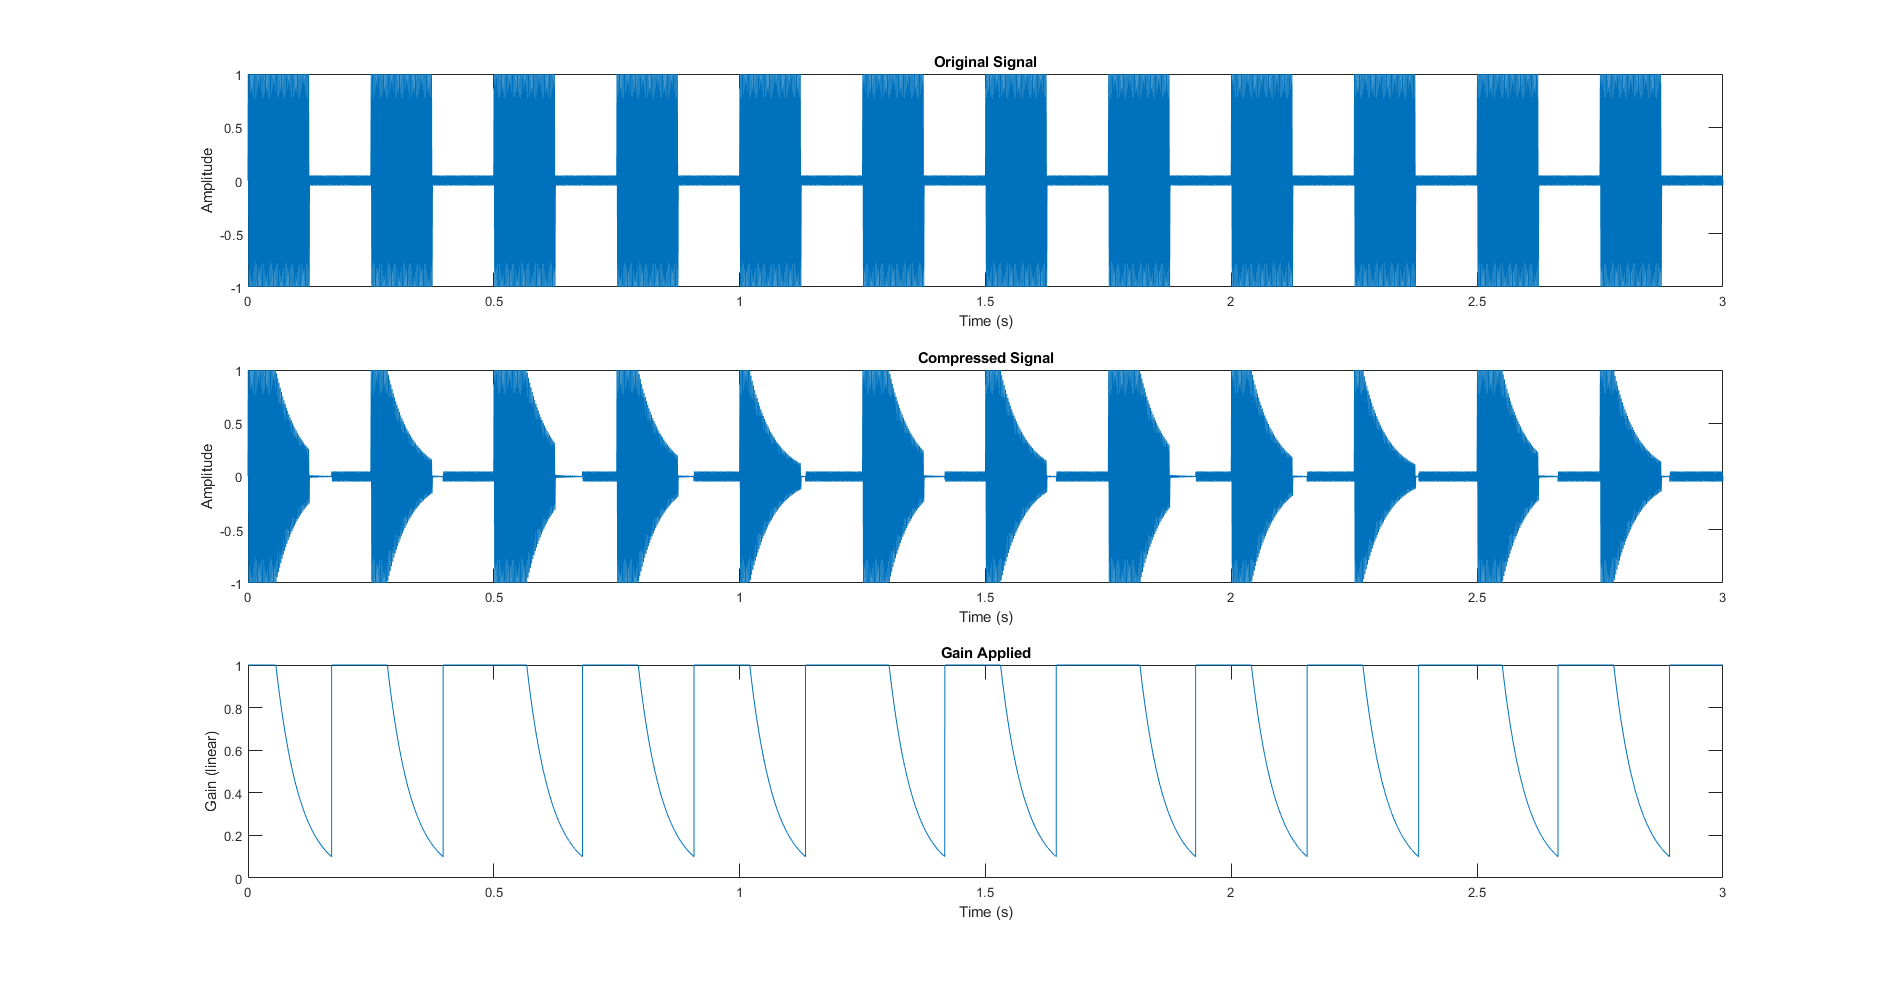 Original Signal
1
0.5
0
-0.5
-1
Amplitude
0 0.5 1 1.5 2 2.5 3
Time (s)
Compressed Signal
1
0.5
0
-0.5
-1
Amplitude
0 0.5 1 1.5 2 2.5 3
Time (s)
Gain Applied
1
0.8
0.6
0.4
0.2
0
Gain (linear)
0 0.5 1 1.5 2 2.5 3
Time (s)